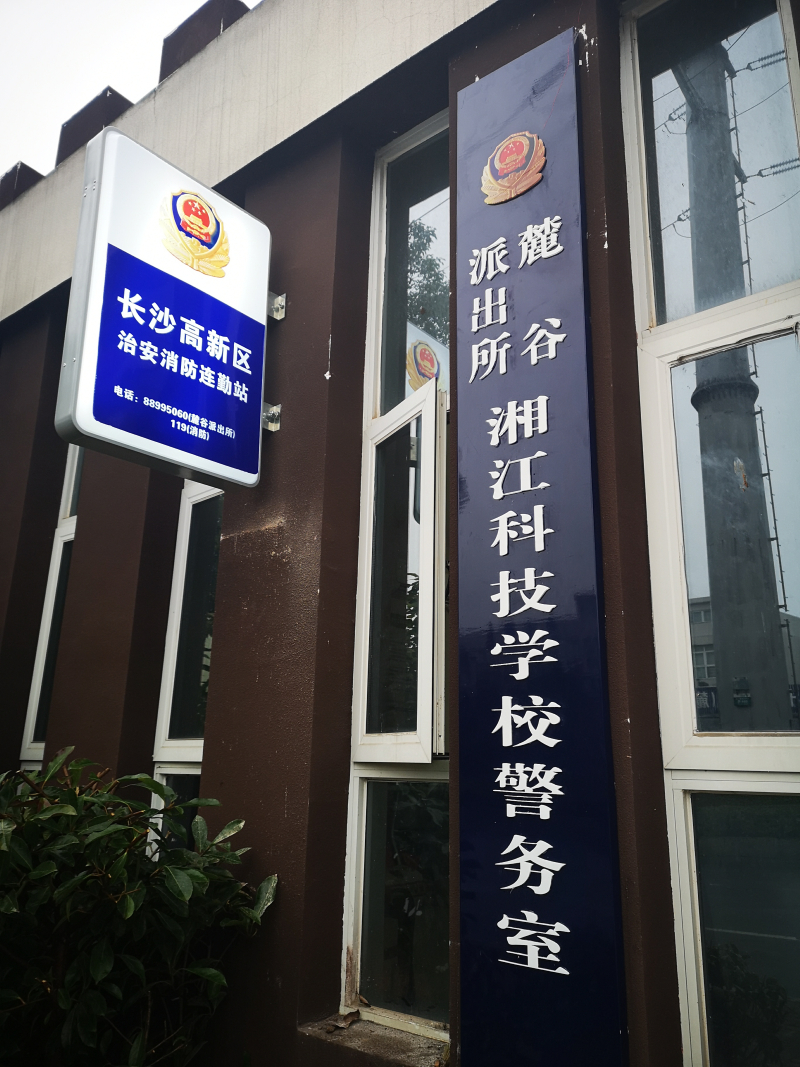 长沙高新区
治安消防连勤站
电话：88995060(麓谷派出所)
119(消防)
麓谷
派出所
湘江科技学校警务室